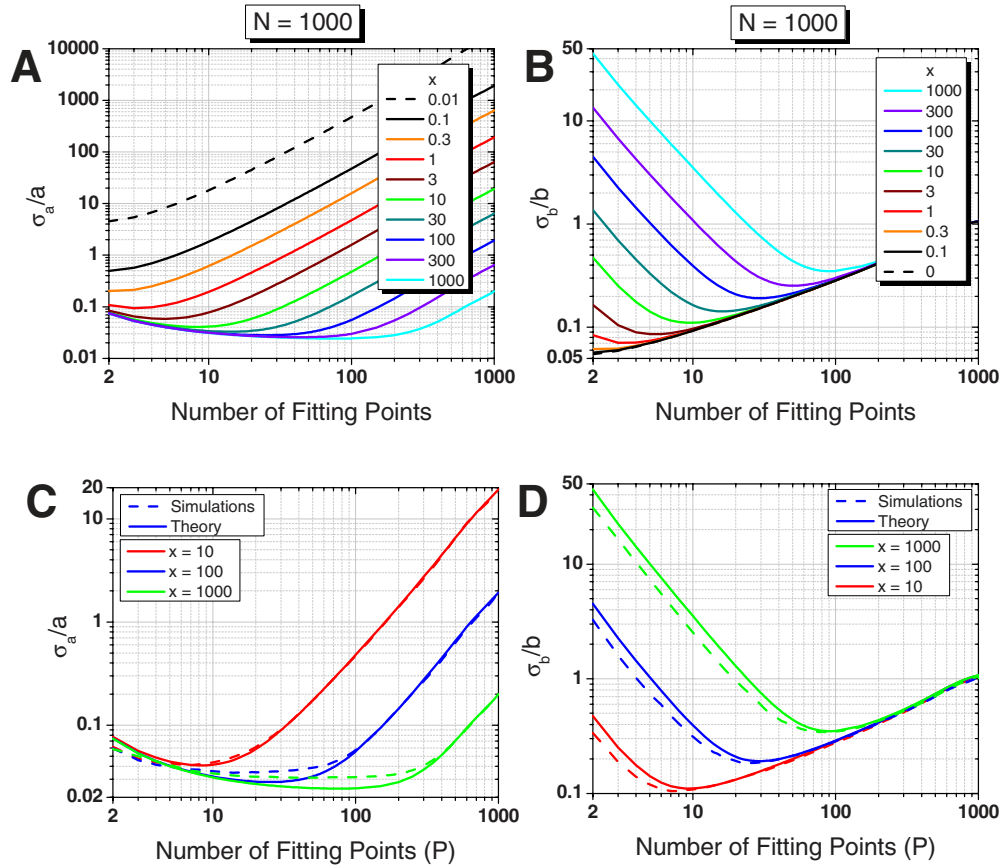 N = 1000
N = 1000
A
10000
1000
100
10
1
0.1
0.01
σa/a
2
10
100
1000
Number of Fitting Points
x
0.01
0.1
0.3
1
3
10
30
100
300
1000
B
50
10
1
0.1
0.05
σb/b
2
10
100
1000
Number of Fitting Points
x
1000
300
100
30
10
3
1
0.3
0.1
0
C
20
10
1
0.1
0.02
σa/a
2
10
100
1000
Number of Fitting Points (P)
Simulations
Theory
x = 10
x = 100
x = 1000
D
50
10
1
0.1
σb/b
2
10
100
1000
Number of Fitting Points (P)
Simulations
Theory
x = 1000
x = 100
x = 10